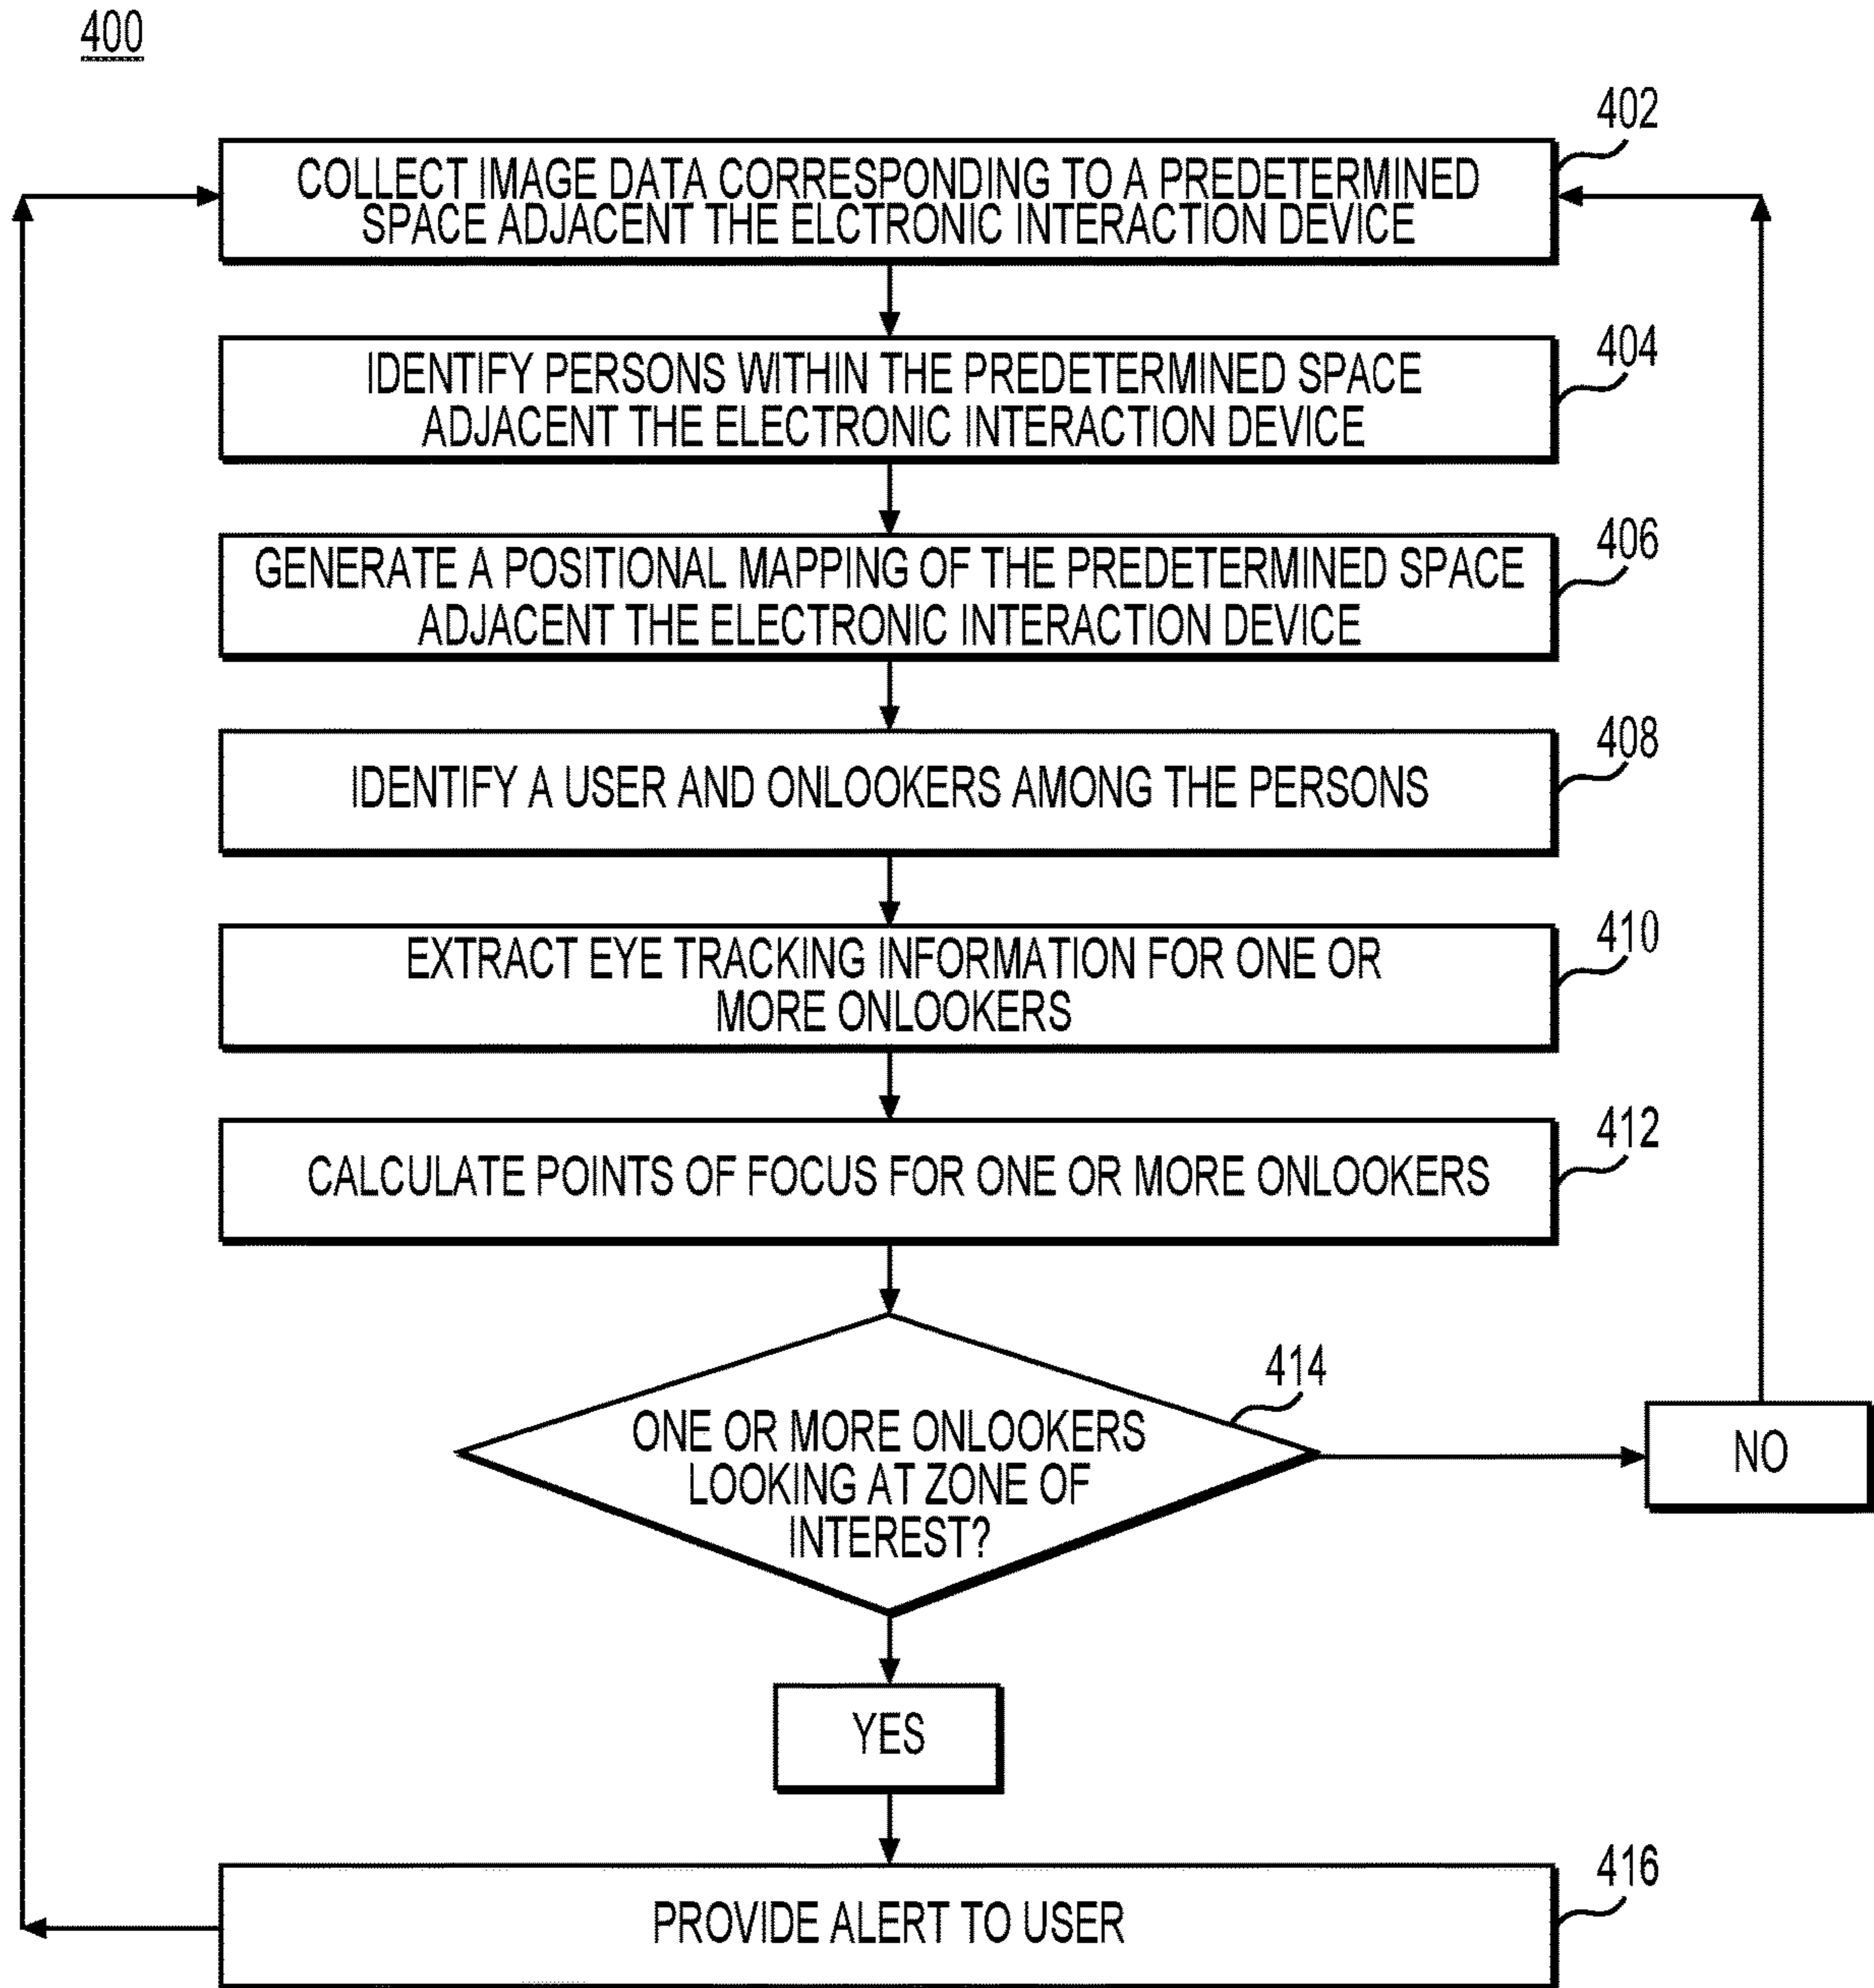 400
402
COLLECT IMAGE DATA CORRESPONDING TO A PREDETERMINED
SPACE ADJACENT THE ELCTRONIC INTERACTION DEVICE
404
IDENTIFY PERSONS WITHIN THE PREDETERMINED SPACE
ADJACENT THE ELECTRONIC INTERACTION DEVICE
406
GENERATE A POSITIONAL MAPPING OF THE PREDETERMINED SPACE
ADJACENT THE ELECTRONIC INTERACTION DEVICE
408
IDENTIFY A USER AND ONLOOKERS AMONG THE PERSONS
410
EXTRACT EYE TRACKING INFORMATION FOR ONE OR
MORE ONLOOKERS
412
CALCULATE POINTS OF FOCUS FOR ONE OR MORE ONLOOKERS
414
ONE OR MORE ONLOOKERS
LOOKING AT ZONE OF
INTEREST?
NO
YES
416
PROVIDE ALERT TO USER